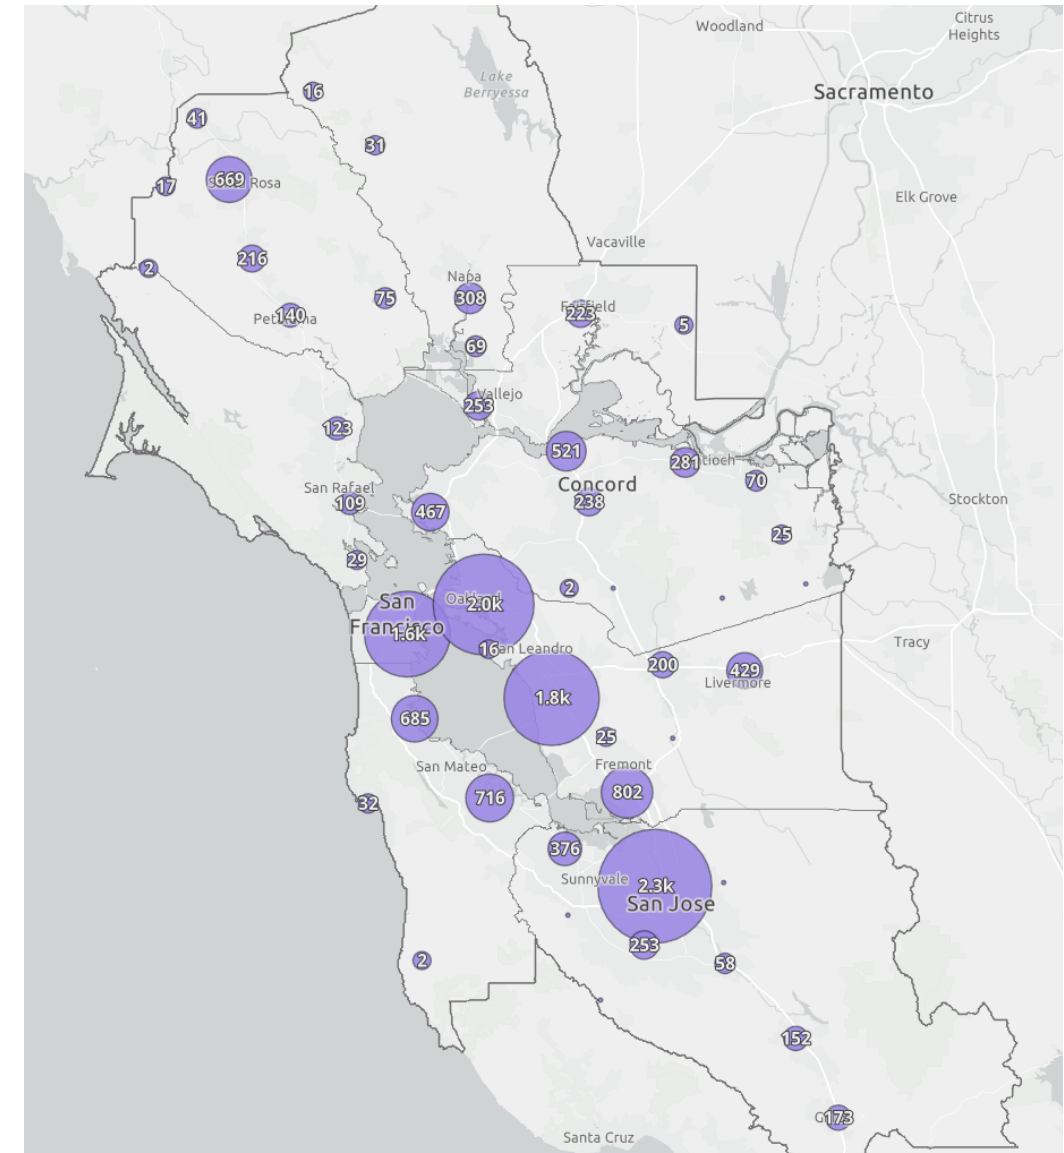 Woodland
Citrus
Heights
Lake
Berryessa
Sacramento
16
41
31
Elk Grove
17
669
Rosa
Vacaville
216
2
Napa
308
75
Fairfield
223
5
140
69
Vallejo
253
123
521
281
70
Concord
238
Stockton
San Rafael
109
467
25
29
2
San
Francisco
Oakland
2.0k
1.6k
16
San Leandro
Tracy
200
429
Livermore
1.8k
685
25
San Mateo
Fremont
716
802
32
376
Sunnyvale
2.3k
San Jose
253
2
58
152
173
Santa Cruz